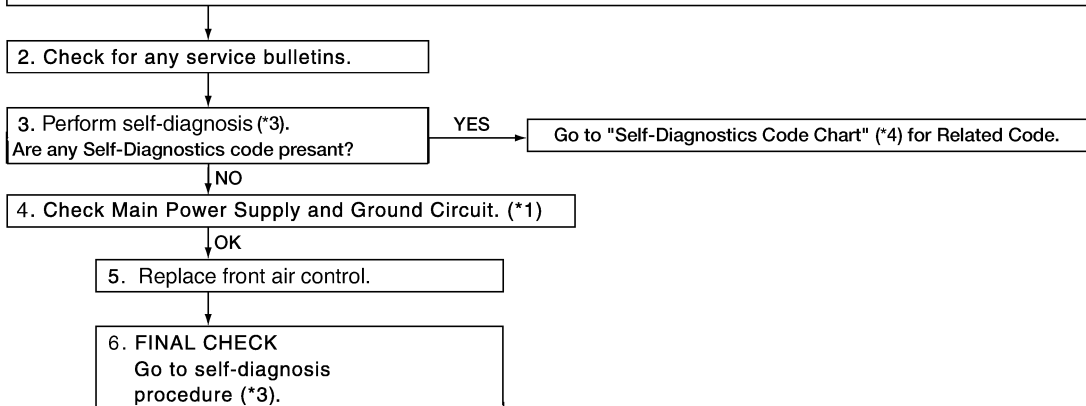 2. Check for any service bulletins.
3. Perform self-diagnosis (*3).
Are any Self-Diagnostics code presant?
YES
Go to "Self-Diagnostics Code Chart" (*4) for Related Code.
NO
4. Check Main Power Supply and Ground Circuit. (*1)
OK
5. Replace front air control.
6. FINAL CHECK
Go to self-diagnosis
procedure (*3).